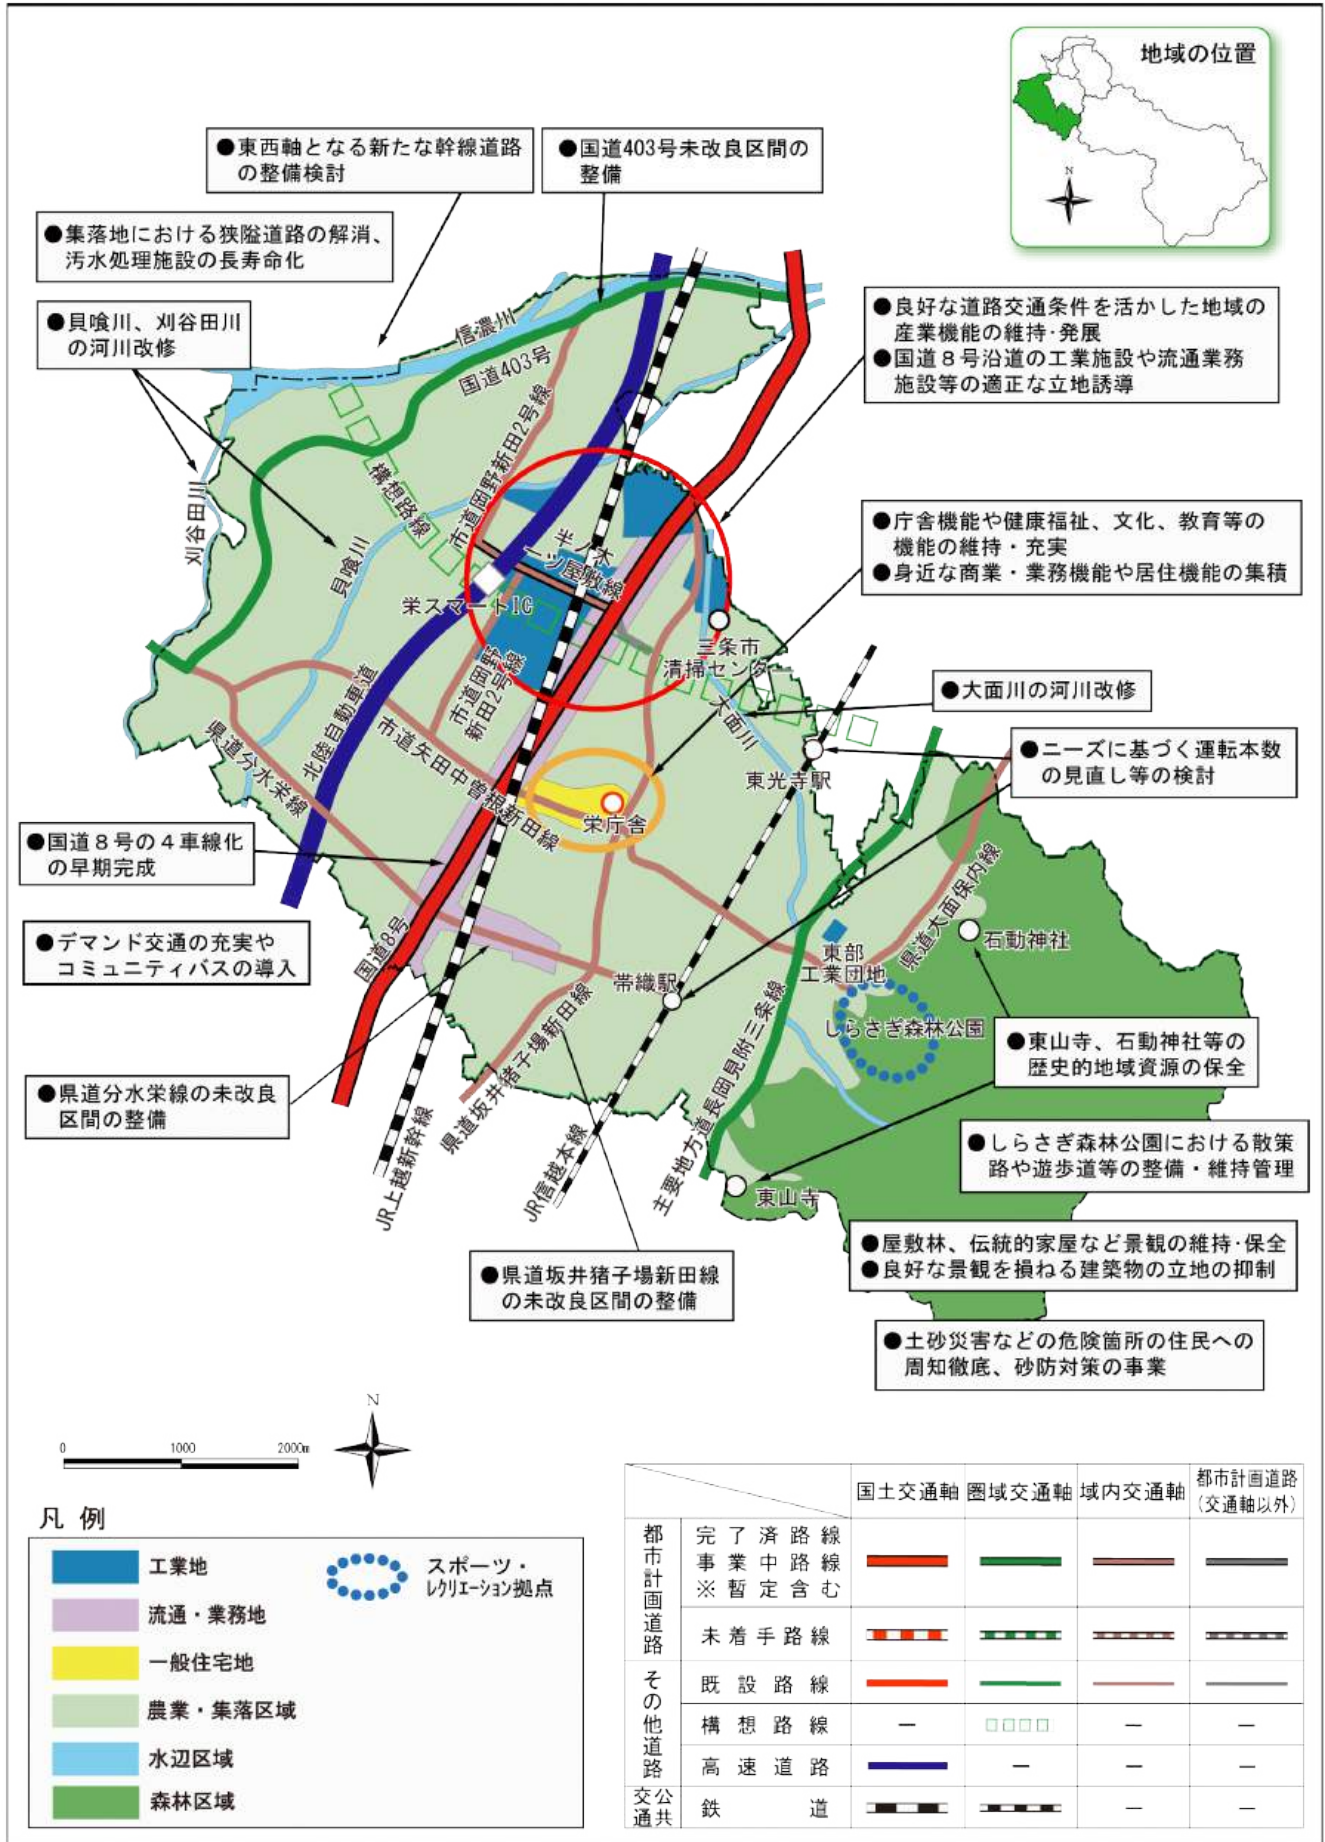 地域の位置
N
●東西軸となる新たな幹線道路
の整備検討
●国道403号未改良区間の
整備
●集落地における狭隘道路の解消、
汚水処理施設の長寿命化
●貝喰川、刈谷田川
の河川改修
●良好な道路交通条件を活かした地域の
産業機能の維持・発展
●国道８号沿道の工業施設や流通業務
施設等の適正な立地誘導
信濃川
国道403号
市道岡野新田2号線
構想路線
刈谷田川
貝喰川
半ノ木
一ツ屋敷線
●庁舎機能や健康福祉、文化、教育等の
機能の維持・充実
●身近な商業・業務機能や居住機能の集積
栄スマートIC
三条市
清掃センター
市道岡野
新田2号線
大面川
●大面川の河川改修
北陸自動車道
県道分水栄線
市道矢田中曽根新田線
東光寺駅
●ニーズに基づく運転本数
の見直し等の検討
栄庁舎
●国道８号の４車線化
の早期完成
国道8号
●デマンド交通の充実や
コミュニティバスの導入
県道大面保内線
石動神社
東部
工業団地
帯織駅
しらさぎ森林公園
●東山寺、石動神社等の
歴史的地域資源の保全
●県道分水栄線の未改良
区間の整備
県道坂井猪子場新田線
主要地方道長岡見附三条線
JR上越新幹線
JR信越本線
●しらさぎ森林公園における散策
路や遊歩道等の整備・維持管理
東山寺
●屋敷林、伝統的家屋など景観の維持・保全
●良好な景観を損ねる建築物の立地の抑制
●県道坂井猪子場新田線
の未改良区間の整備
●土砂災害などの危険箇所の住民への
周知徹底、砂防対策の事業
N
0 1000 2000m
凡例
工業地
流通・業務地
一般住宅地
農業・集落区域
水辺区域
森林区域
スポーツ・
レクリエーション拠点
国土交通軸 圏域交通軸 域内交通軸 都市計画道路
(交通軸以外)
都市計画道路
完了済路線
事業中路線
※暫定含む
未着手路線
その他道路
既設路線
構想路線 － － －
高速道路 － － －
公共交通
鉄道 － －